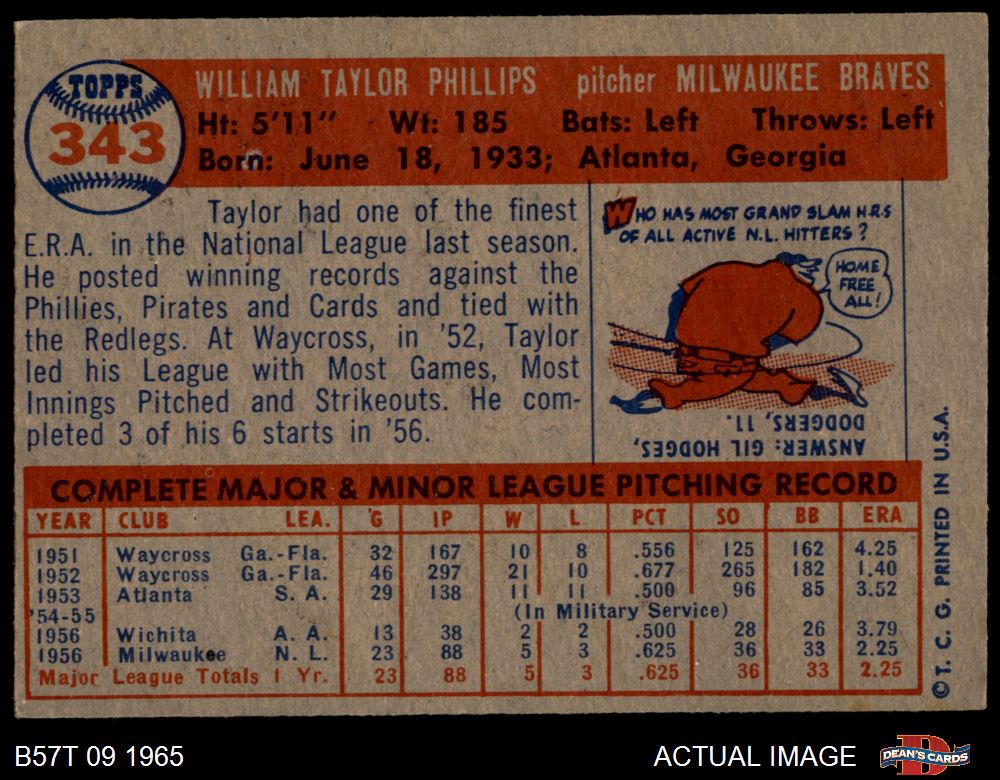 TOPPS
343
WILLIAM TAYLOR PHILLIPS pitcher MILWAUKEE BRAVES
Ht: 5'11" Wt: 185 Bats: Left Throws: Left
Born: June 18, 1933; Atlanta, Georgia
Taylor had one of the finest
E.R.A. in the National League last season.
He posted winning records against the
Phillies, Pirates and Cards and tied with
the Redlegs. At Waycross, in '52, Taylor
led his League with Most Games, Most
Innings Pitched and Strikeouts. He com-
pleted 3 of his 6 starts in '56.
WHO HAS MOST GRAND SLAM H.R.S
OF ALL ACTIVE N.L. HITTERS?
HOME
FREE
ALL!
ANSWER: GIL HODGES,
DODGERS, 11.
COMPLETE MAJOR & MINOR LEAGUE PITCHING RECORD
YEAR CLUB LEA. G IP W L PCT SO BB ERA
1951 Waycross Ga.-Fla. 32 167 10 8 .556 125 162 4.25
1952 Waycross Ga.-Fla. 46 297 21 10 .677 265 182 1.40
1953 Atlanta S. A. 29 138 11 11 .500 96 85 3.52
'54-55 (In Military Service)
1956 Wichita A. A. 13 38 2 2 .500 28 26 3.79
1956 Milwaukee N. L. 23 88 5 3 .625 36 33 2.25
Major League Totals 1 Yr. 23 88 5 3 .625 36 33 2.25
© T. C. G. PRINTED IN U.S.A.
B57T 09 1965
ACTUAL IMAGE
DEAN'S CARDS